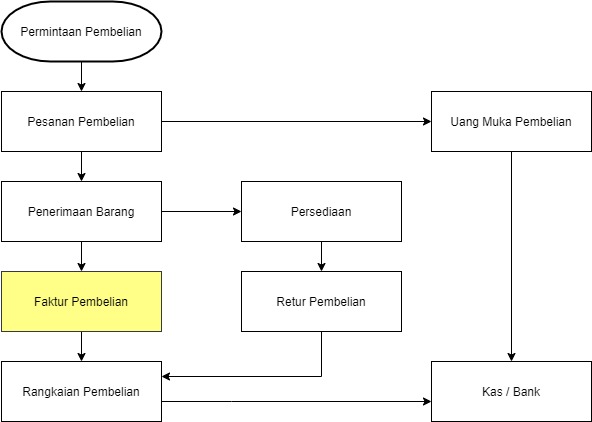 Permintaan Pembelian
Pesanan Pembelian
Uang Muka Pembelian
Penerimaan Barang
Persediaan
Faktur Pembelian
Retur Pembelian
Rangkaian Pembelian
Kas / Bank